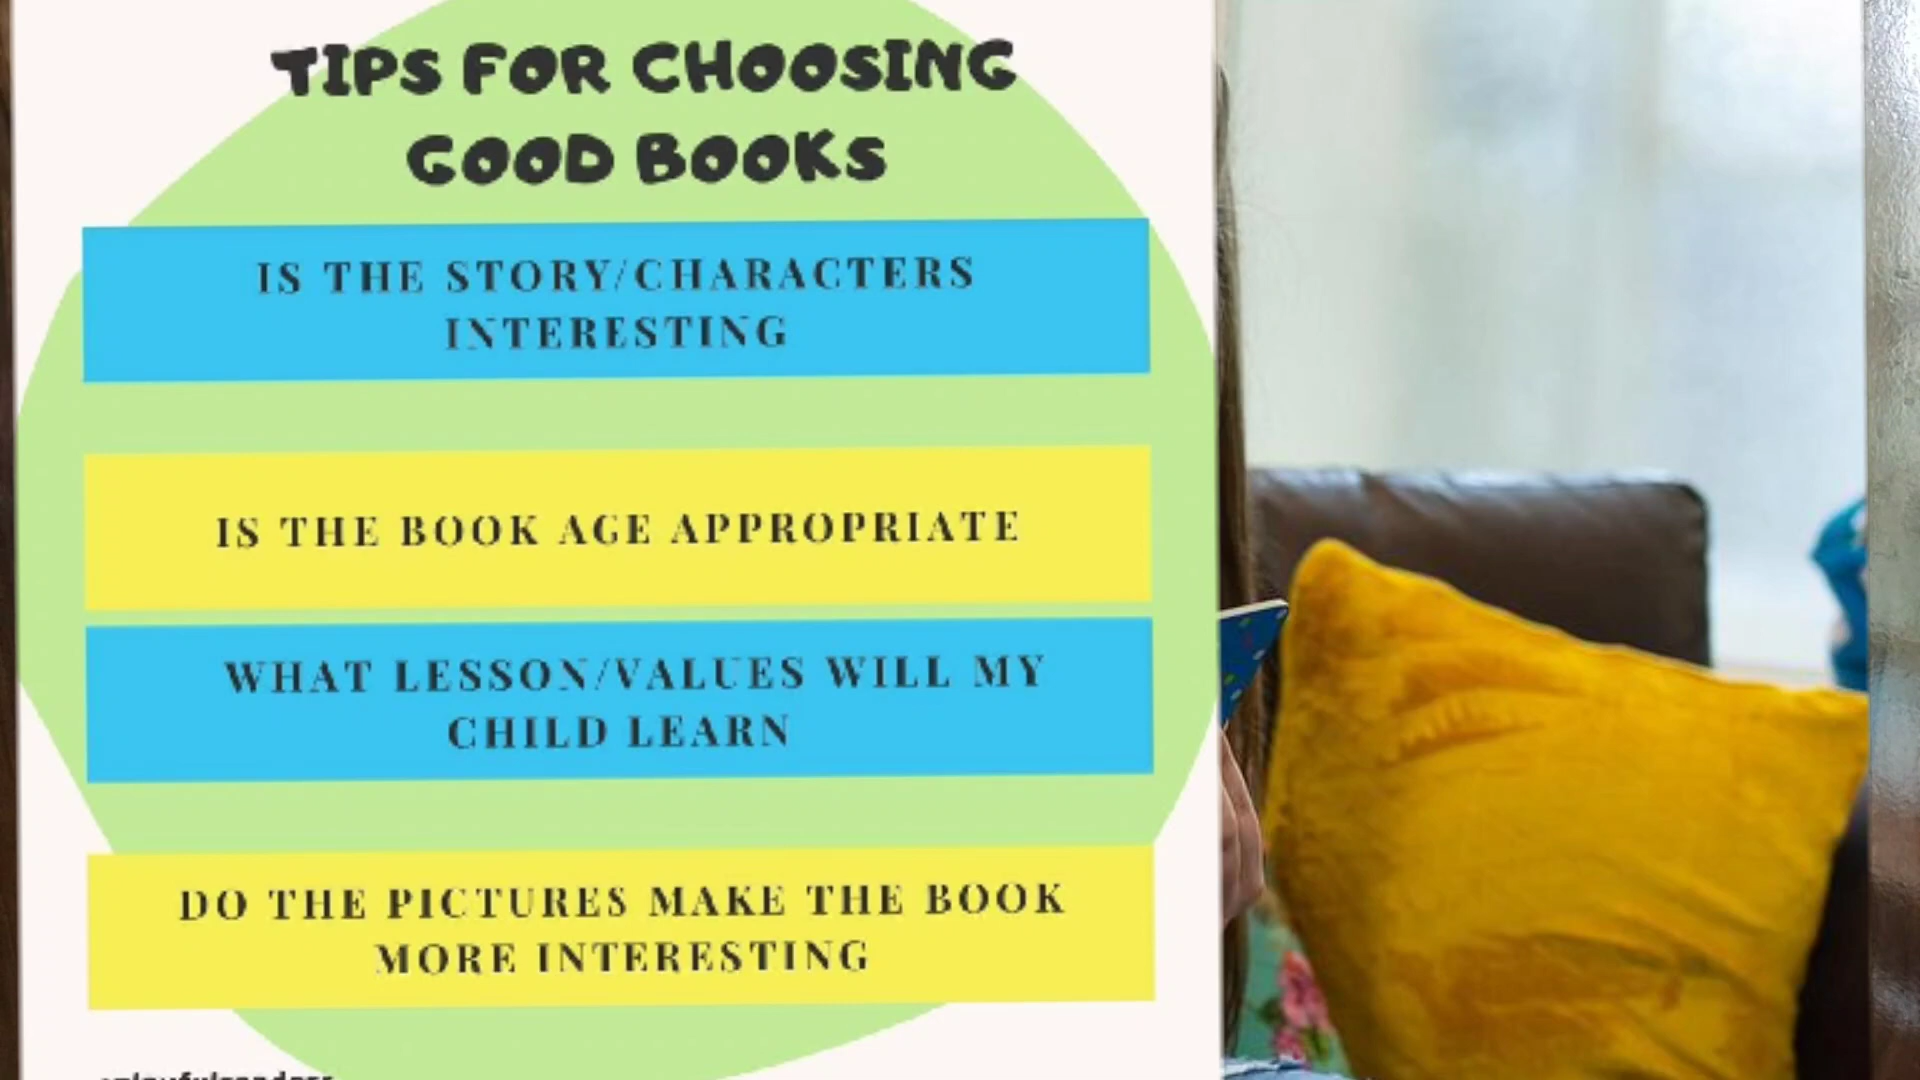 TIPS FOR CHOOSING
GOOD BOOKS
IS THE STORY/CHARACTERS
INTERESTING
IS THE BOOK AGE APPROPRIATE
WHAT LESSON/VALUES WILL MY
CHILD LEARN
DO THE PICTURES MAKE THE BOOK
MORE INTERESTING